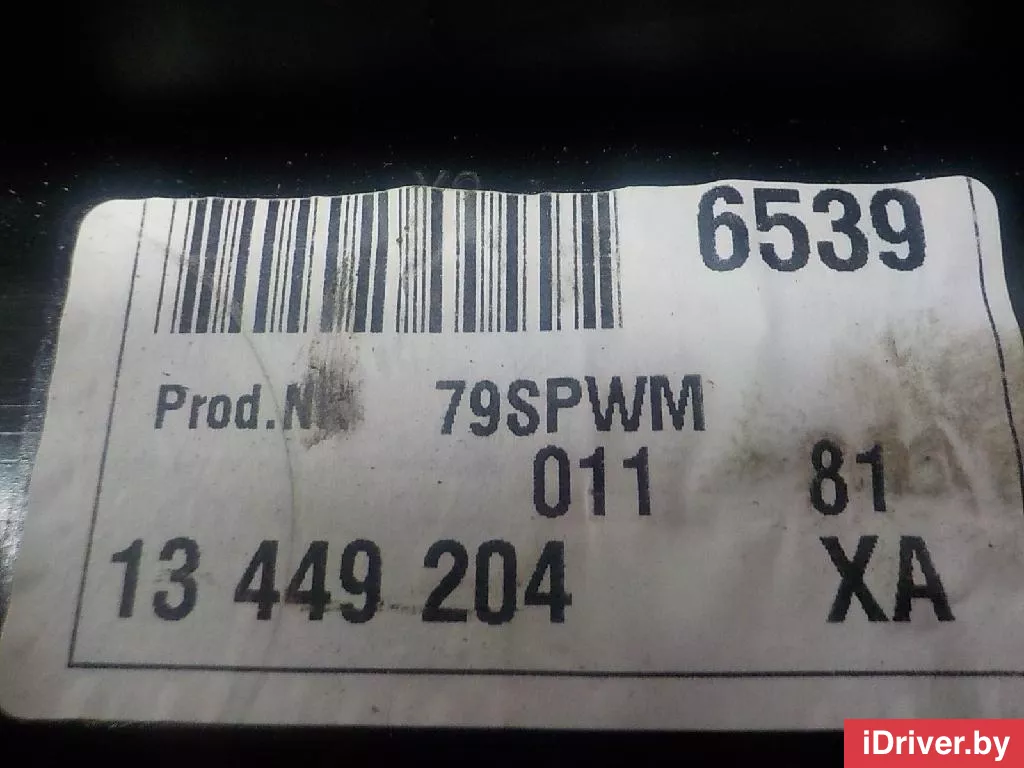 6539
Prod.N
79SPWM
011 81
13 449 204 XA
iDriver.by